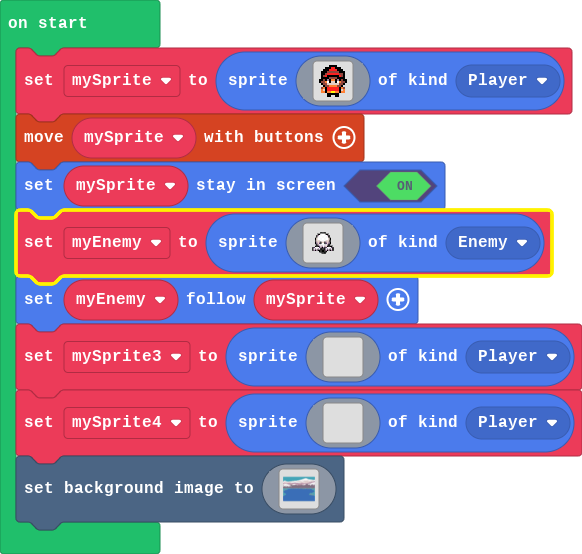 on start
set mySprite to sprite of kind Player
move mySprite with buttons
set mySprite stay in screen ON
set myEnemy to sprite of kind Enemy
set myEnemy follow mySprite
set mySprite3 to sprite of kind Player
set mySprite4 to sprite of kind Player
set background image to